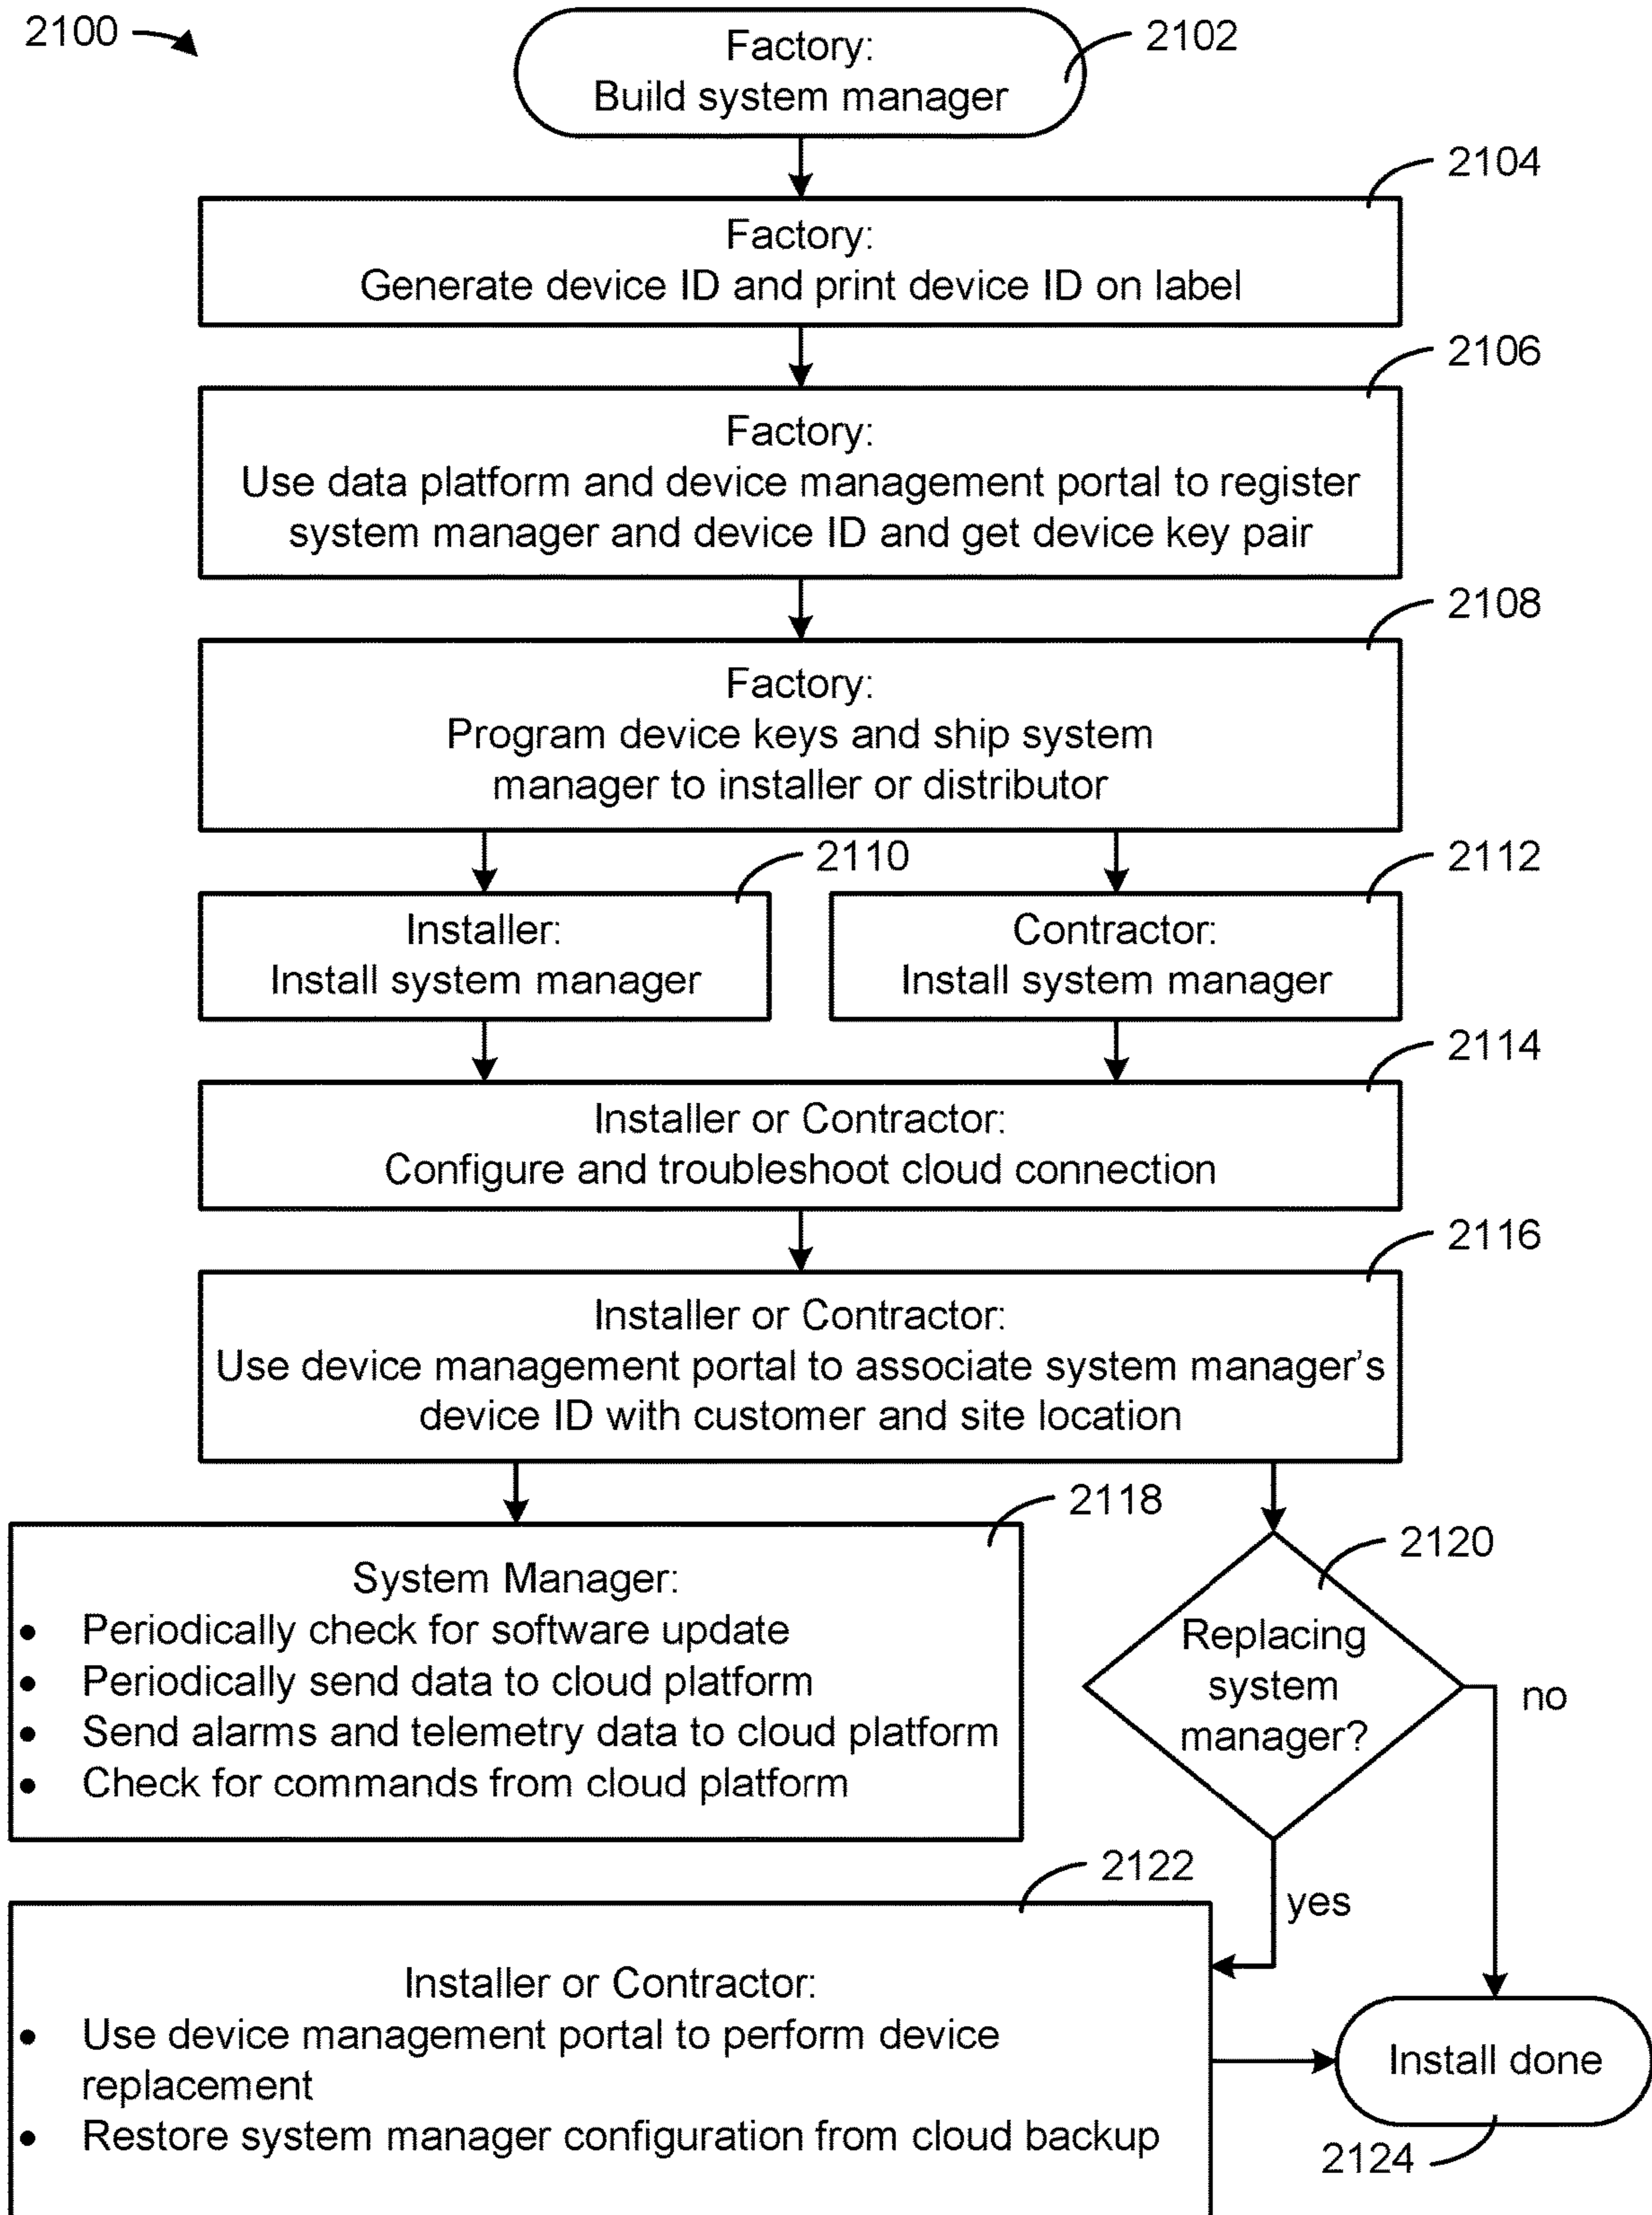 2100
Factory:
Build system manager
2102
2104
Factory:
Generate device ID and print device ID on label
2106
Factory:
Use data platform and device management portal to register
system manager and device ID and get device key pair
2108
Factory:
Program device keys and ship system
manager to installer or distributor
2110
Installer:
Install system manager
2112
Contractor:
Install system manager
2114
Installer or Contractor:
Configure and troubleshoot cloud connection
2116
Installer or Contractor:
Use device management portal to associate system manager’s
device ID with customer and site location
2118
System Manager:
• Periodically check for software update
• Periodically send data to cloud platform
• Send alarms and telemetry data to cloud platform
• Check for commands from cloud platform
2120
Replacing
system
manager?
no
yes
2122
Installer or Contractor:
• Use device management portal to perform device
replacement
• Restore system manager configuration from cloud backup
Install done
2124